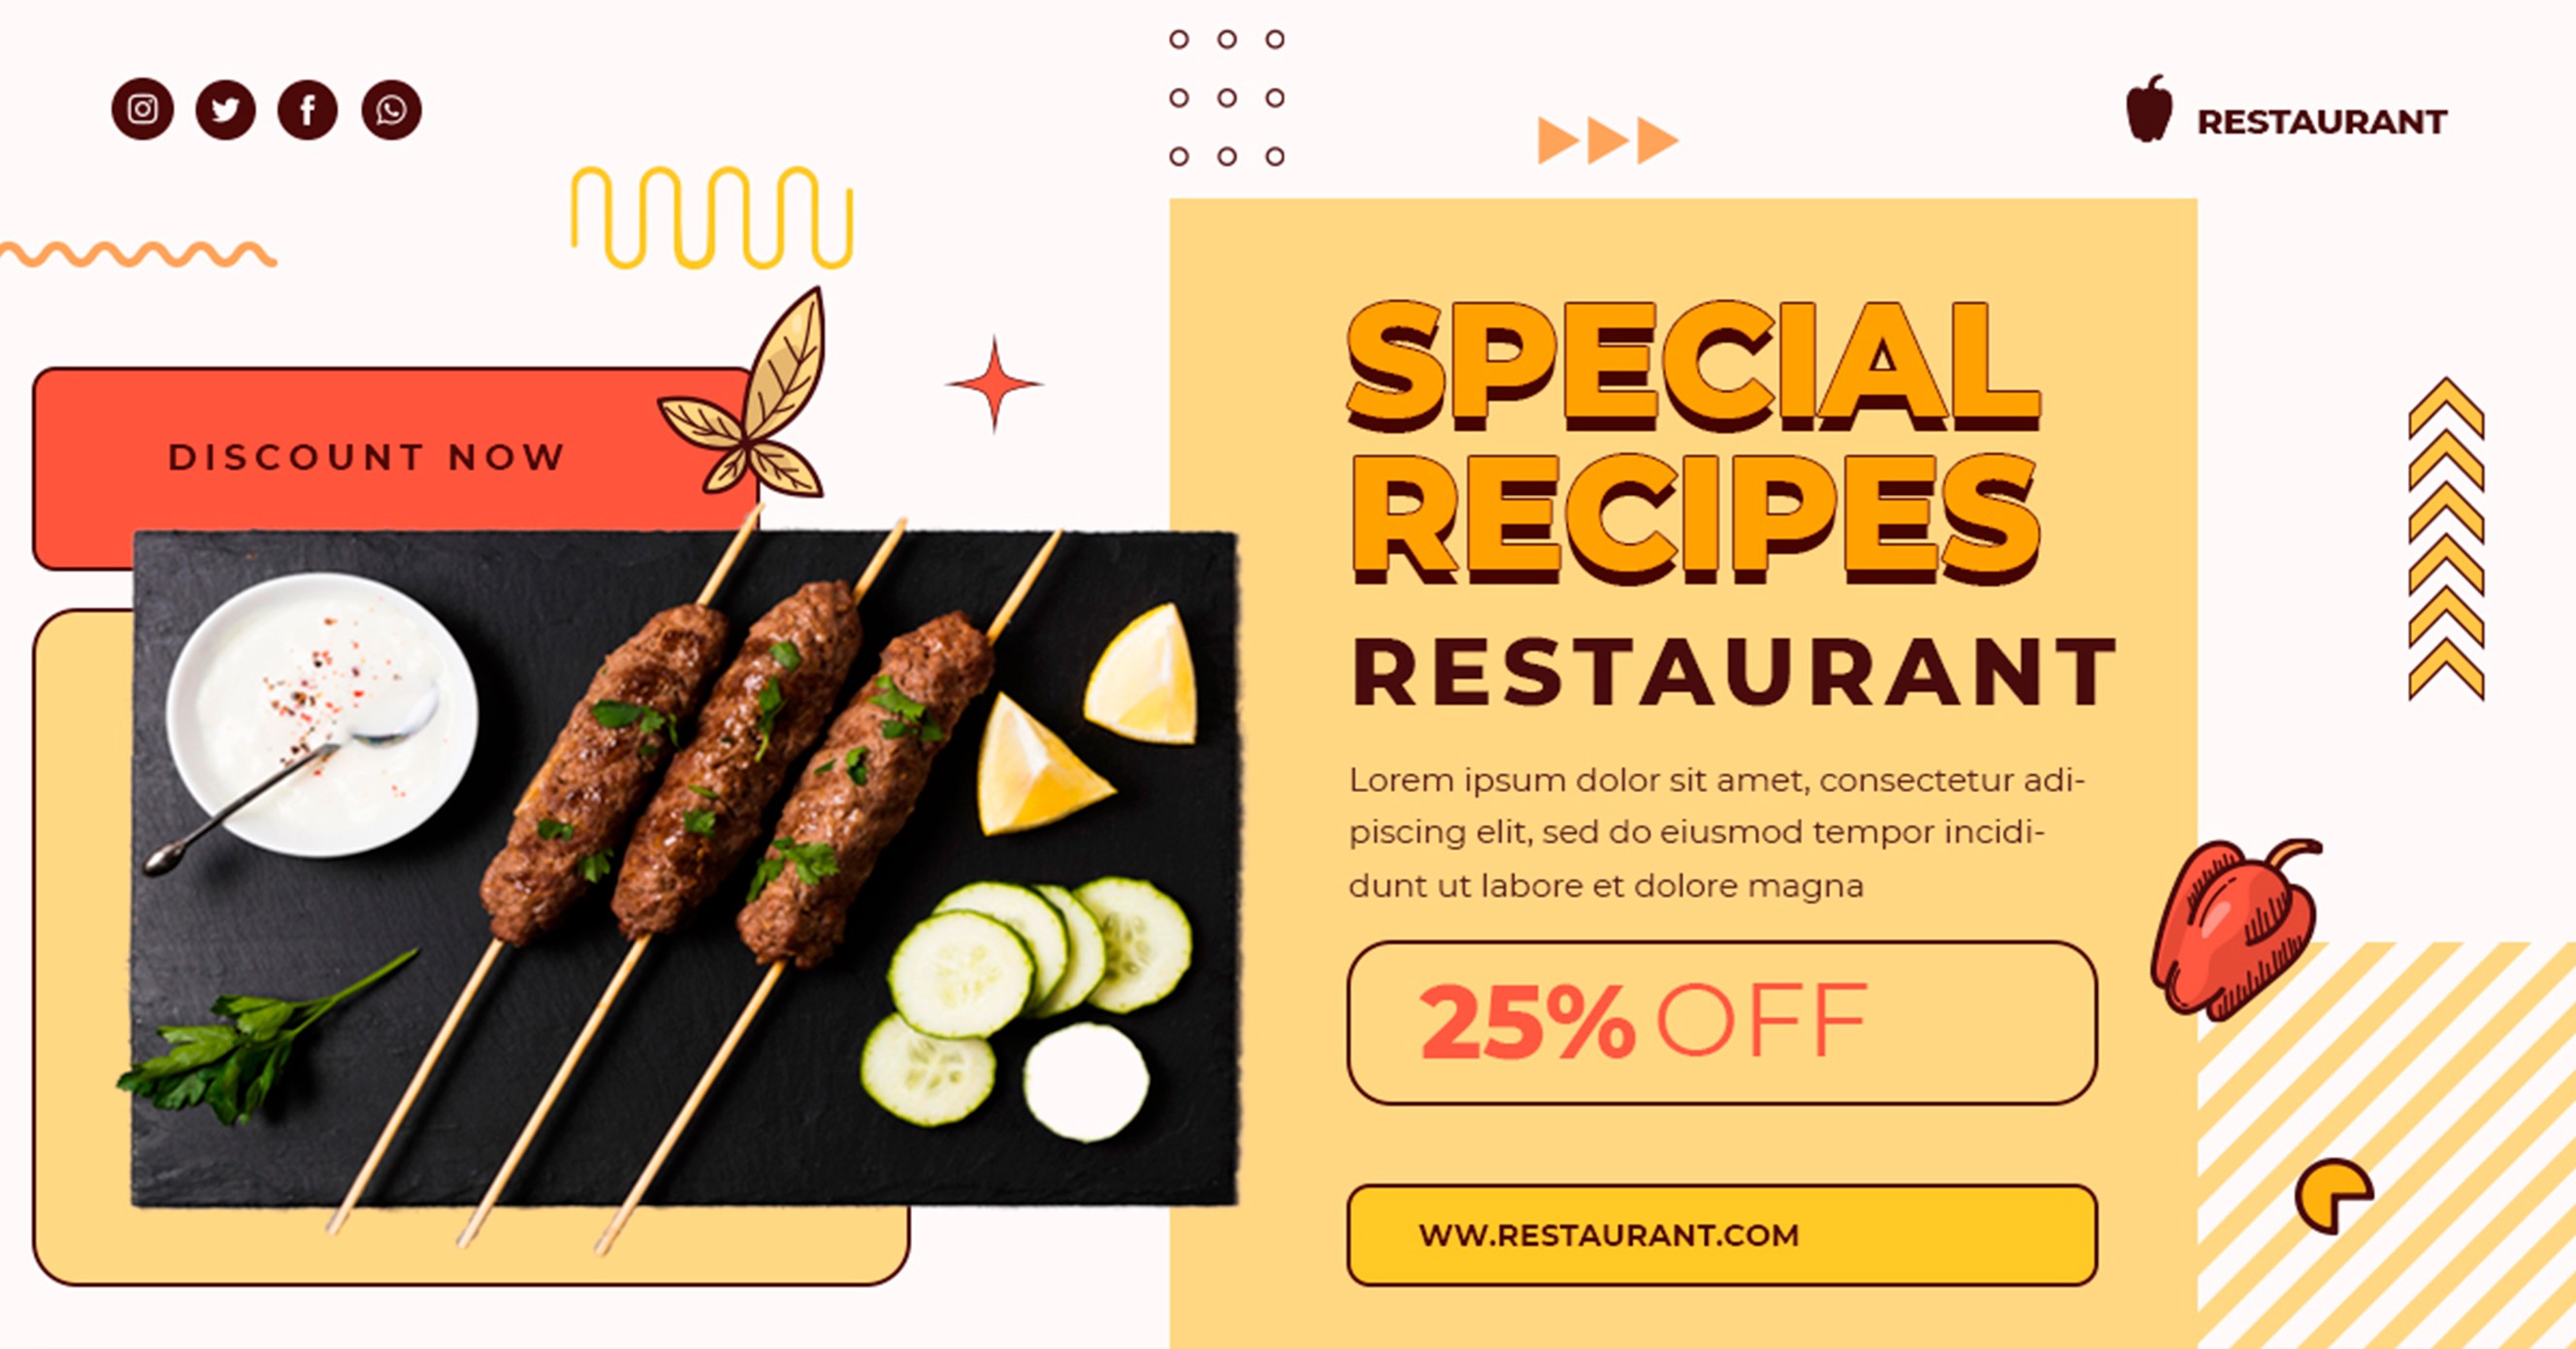 RESTAURANT
DISCOUNT NOW
SPECIAL
RECIPES
RESTAURANT
Lorem ipsum dolor sit amet, consectetur adi-
piscing elit, sed do eiusmod tempor incidi-
dunt ut labore et dolore magna
25% OFF
WW.RESTAURANT.COM